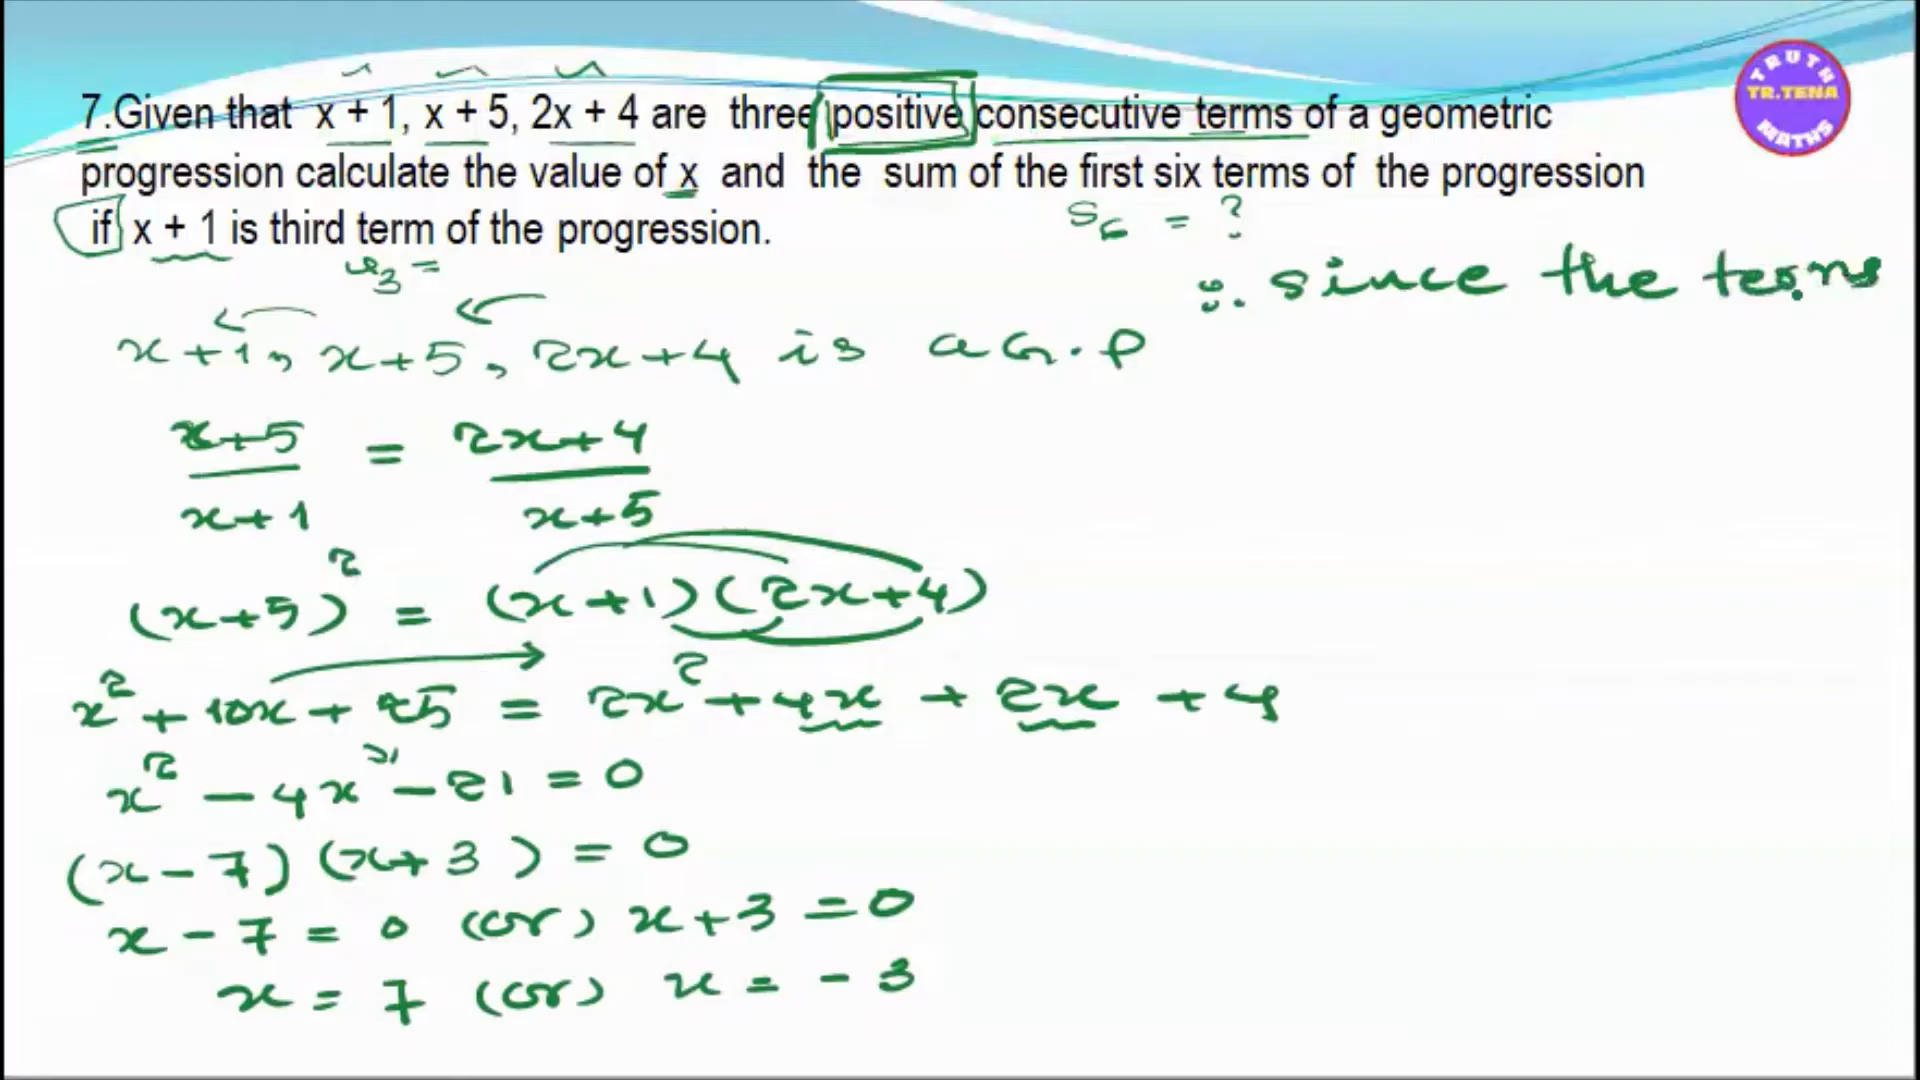 7.Given that x + 1, x + 5, 2x + 4 are three positive consecutive terms of a geometric
progression calculate the value of x and the sum of the first six terms of the progression
if x + 1 is third term of the progression.
TRUTH
TR.TENA
MATHS
S₆ = ?
u₃ =
∵ since the terms
x+1, x+5, 2x+4 is a G.P
x+5 / x+1 = 2x+4 / x+5
(x+5)² = (x+1)(2x+4)
x² + 10x + 25 = 2x² + 4x + 2x + 4
x² - 4x - 21 = 0
(x - 7) (x+3) = 0
x - 7 = 0 (or) x+3 = 0
x = 7 (or) x = -3